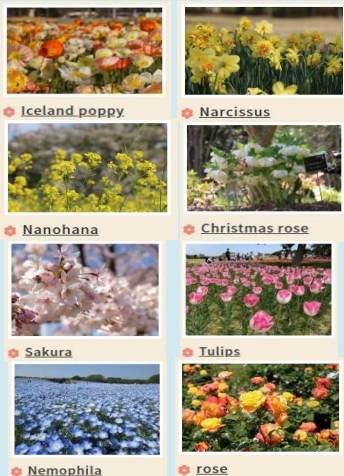 Iceland poppy
Narcissus
Nanohana
Christmas rose
Sakura
Tulips
Nemophila
rose